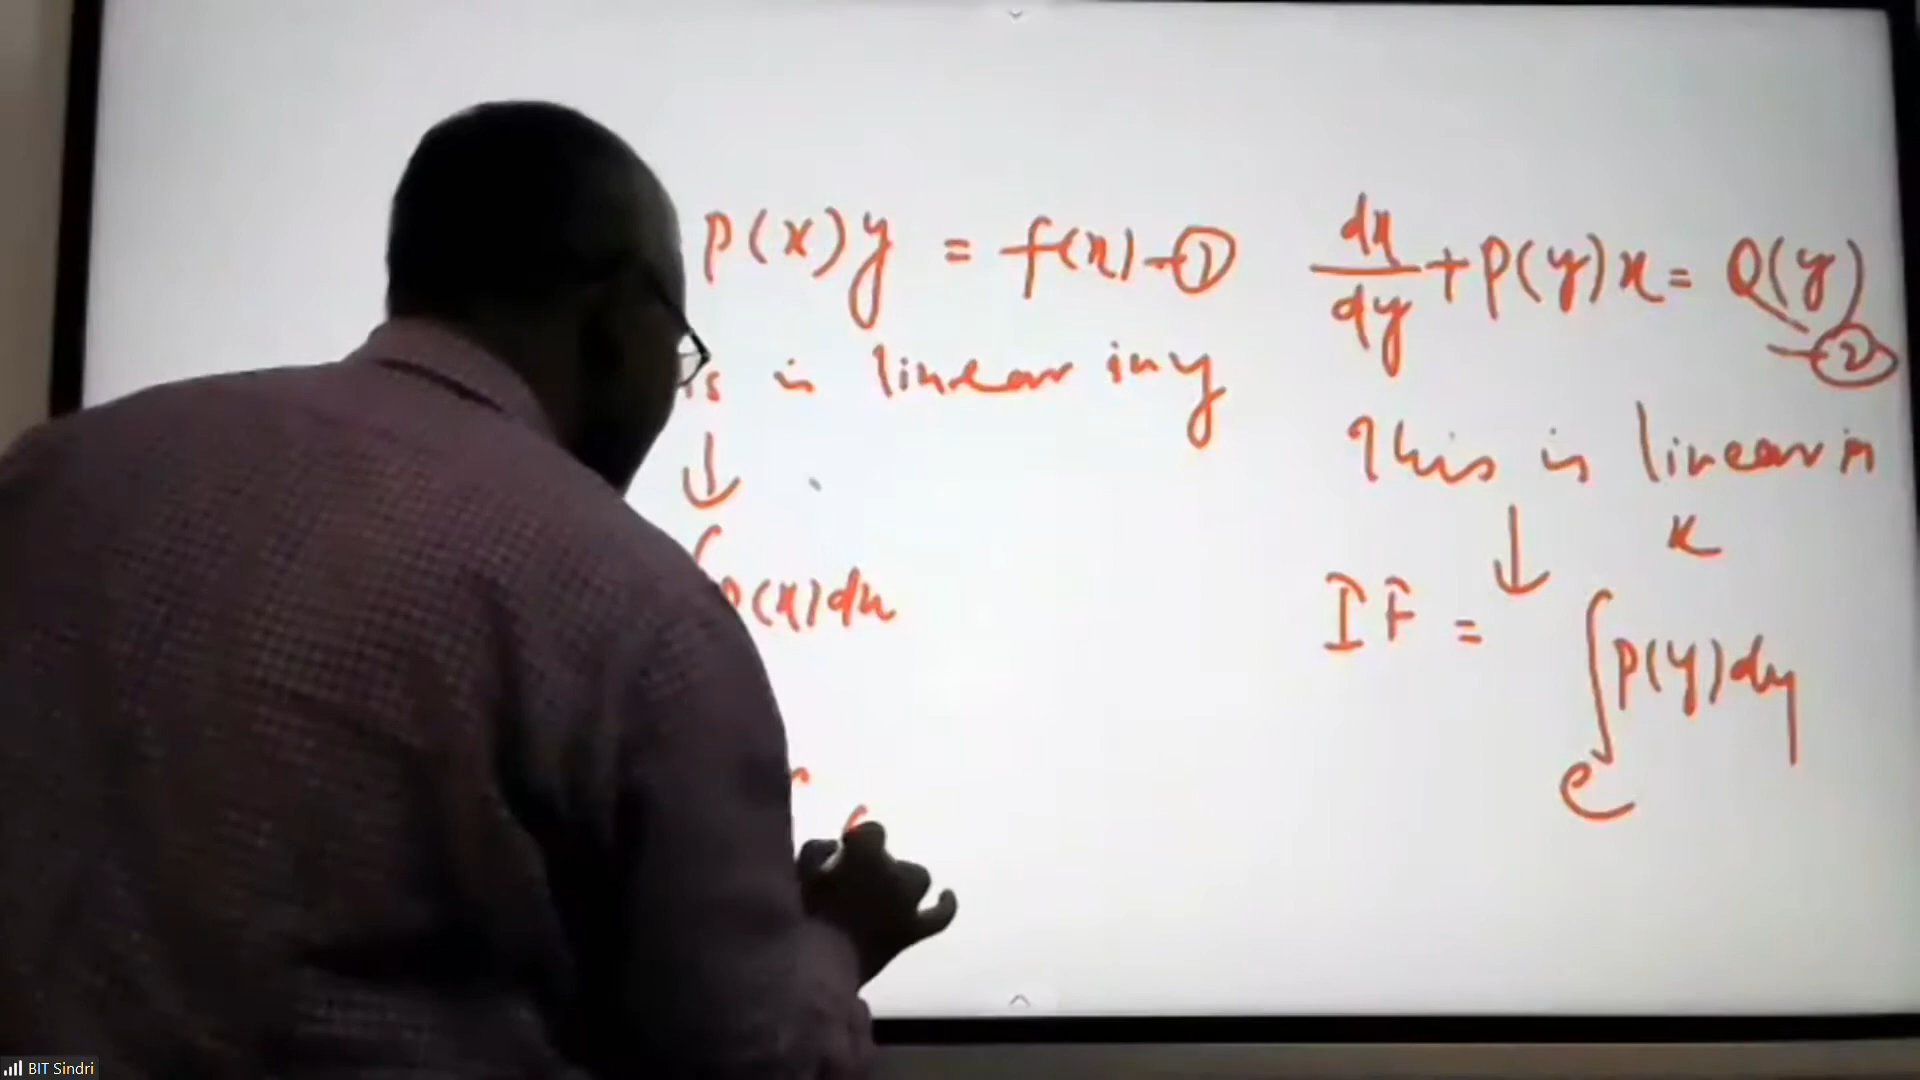 P(x)y = f(x) - ①
is is linear in y
↓
∫P(x)dx
dx/dy + P(y)x = Q(y)
- ②
This is linear in
x
↓
IF = e^∫P(y)dy
BIT Sindri